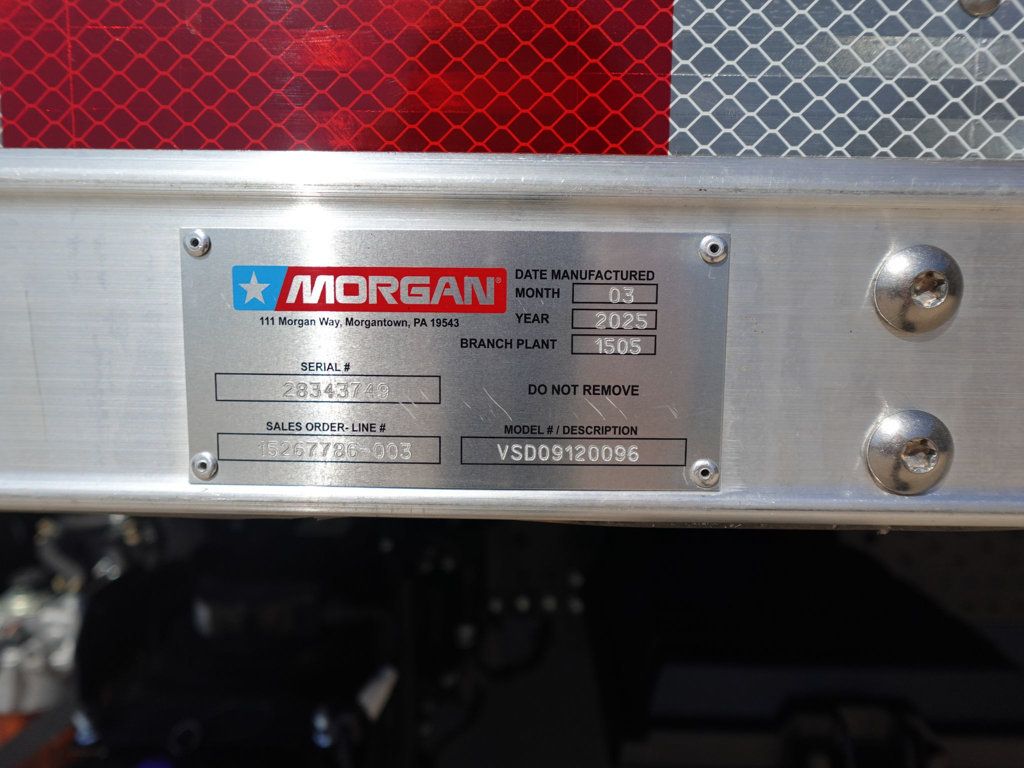 MORGAN®
111 Morgan Way, Morgantown, PA 19543
DATE MANUFACTURED
MONTH 03
YEAR 2025
BRANCH PLANT 1505
SERIAL #
28343749
DO NOT REMOVE
SALES ORDER- LINE #
15267786-003
MODEL # / DESCRIPTION
VSD09120096